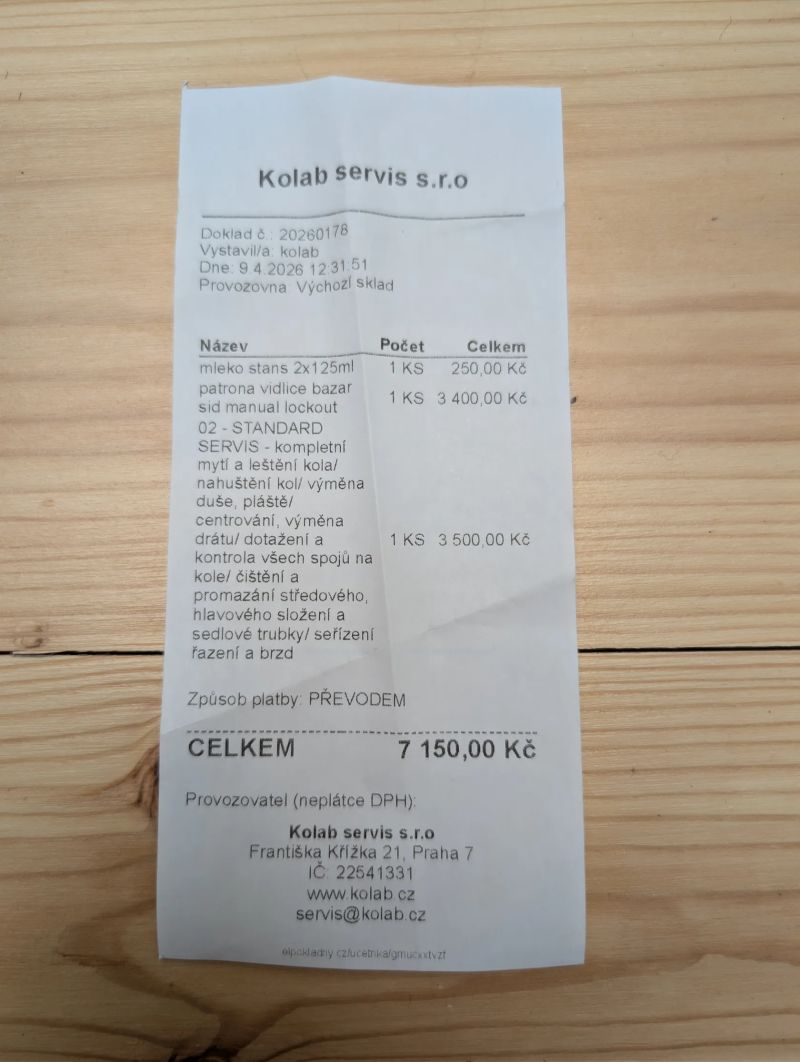 Kolab servis s.r.o
Doklad č.: 20260178
Vystavil/a: kolab
Dne: 9.4.2026 12:31:51
Provozovna: Výchozí sklad
Název Počet Celkem
mleko stans 2x125ml 1 KS 250,00 Kč
patrona vidlice bazar
sid manual lockout 1 KS 3 400,00 Kč
02 - STANDARD
SERVIS - kompletní
mytí a leštění kola/
nahuštění kol/ výměna
duše, pláště/
centrování, výměna
drátu/ dotažení a 1 KS 3 500,00 Kč
kontrola všech spojů na
kole/ čištění a
promazání středového,
hlavového složení a
sedlové trubky/ seřízení
řazení a brzd
Způsob platby: PŘEVODEM
CELKEM 7 150,00 Kč
Provozovatel (neplátce DPH):
Kolab servis s.r.o
Františka Křížka 21, Praha 7
IČ: 22541331
www.kolab.cz
servis@kolab.cz